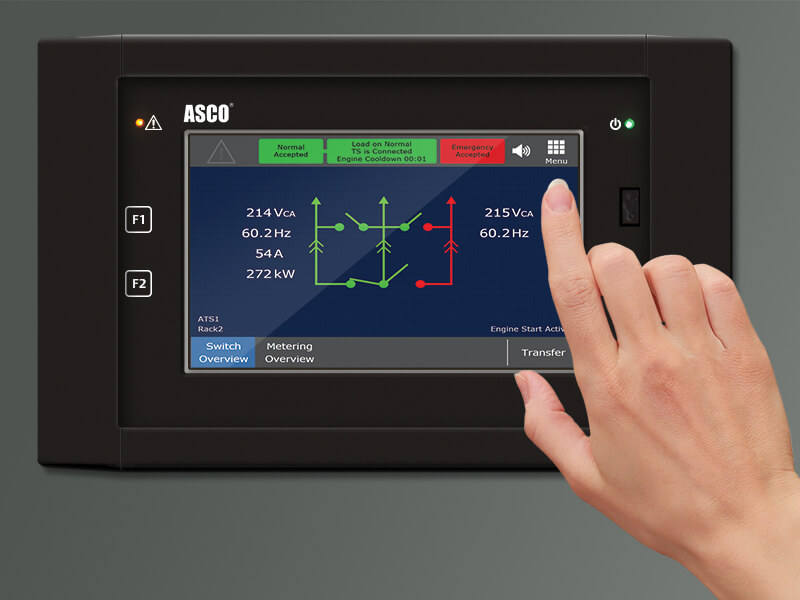 ASCO®
Normal
Accepted
Load on Normal
TS is Connected
Engine Cooldown 00:01
Emergency
Accepted
Menu
214 VCA
60.2 Hz
54 A
272 kW
215 VCA
60.2 Hz
F1
F2
ATS1
Rack2
Engine Start Activ
Switch
Overview
Metering
Overview
Transfer